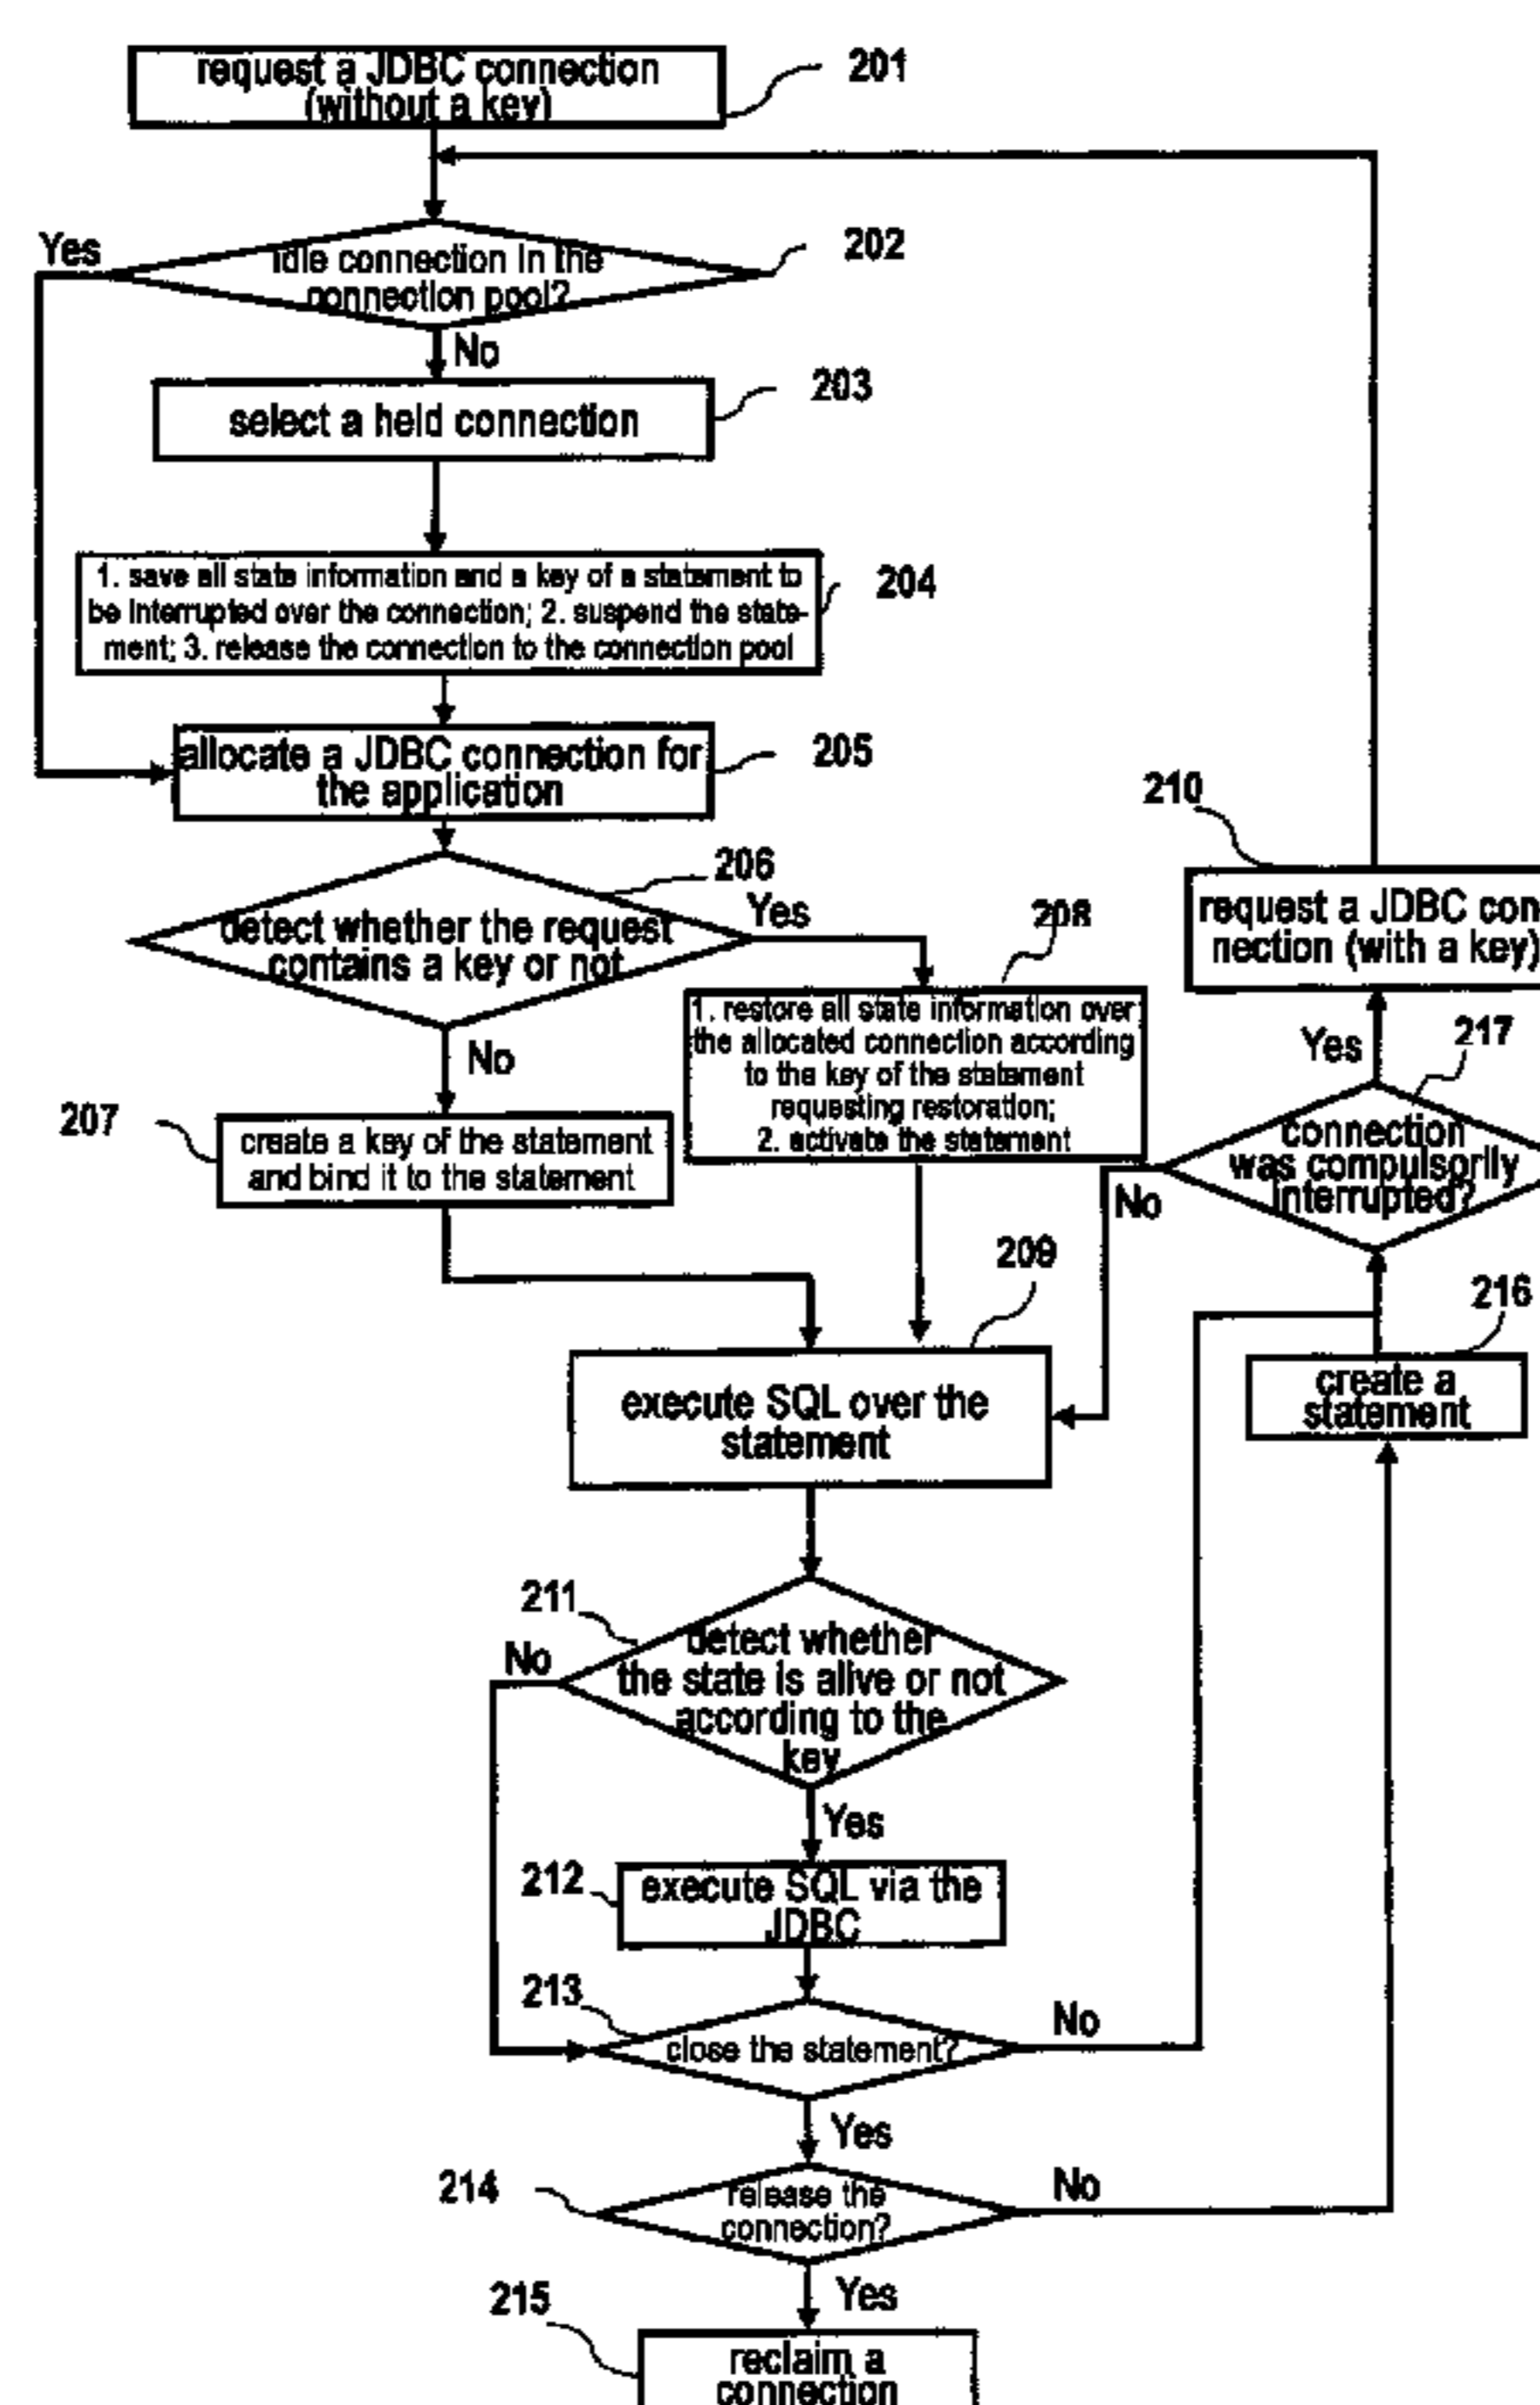 request a JDBC connection
(without a key)
201
Yes
idle connection in the
connection pool?
202
No
select a held connection
203
1. save all state information and a key of a statement to
be interrupted over the connection; 2. suspend the state-
ment; 3. release the connection to the connection pool
204
allocate a JDBC connection for
the application
205
210
206
detect whether the request
contains a key or not
Yes
208
request a JDBC con-
nection (with a key)
1. restore all state information over
the allocated connection according
to the key of the statement
requesting restoration;
2. activate the statement
No
Yes
217
207
create a key of the statement
and bind it to the statement
connection
was compulsorily
interrupted?
No
209
216
execute SQL over the
statement
create a
statement
211
No
detect whether
the state is alive or not
according to the
key
Yes
212
execute SQL via the
JDBC
213
close the statement?
No
Yes
214
release the
connection?
No
Yes
215
reclaim a
connection